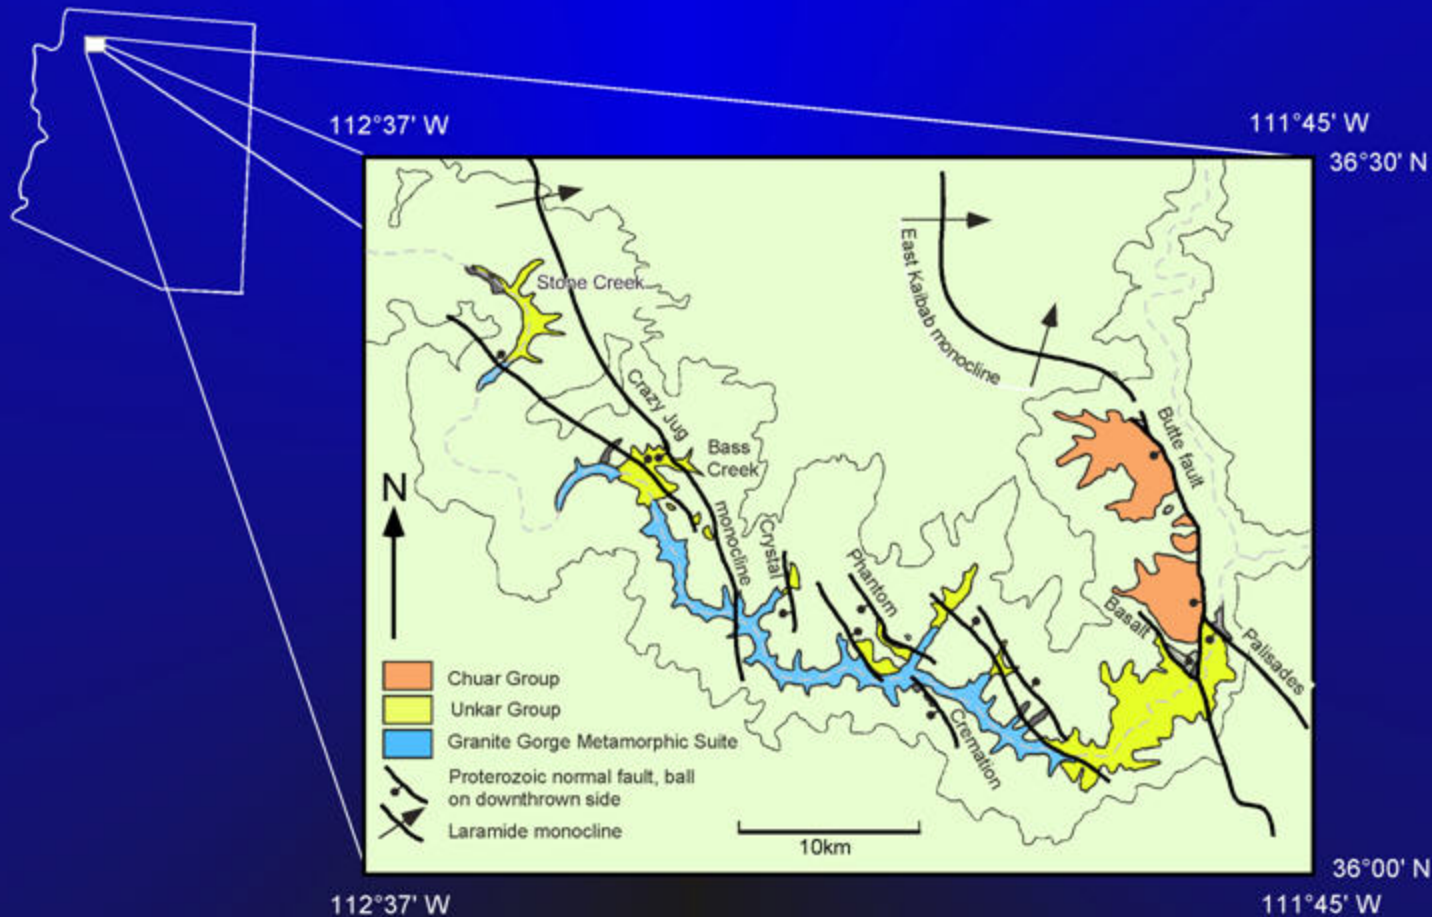 112°37' W
111°45' W
36°30' N
East Kaibab monocline
Stone Creek
Crazy Jug
monocline
Bass
Creek
Butte fault
N
Crystal
Phantom
Basalt
Palisades
Cremation
Chuar Group
Unkar Group
Granite Gorge Metamorphic Suite
Proterozoic normal fault, ball
on downthrown side
Laramide monocline
10km
36°00' N
112°37' W
111°45' W